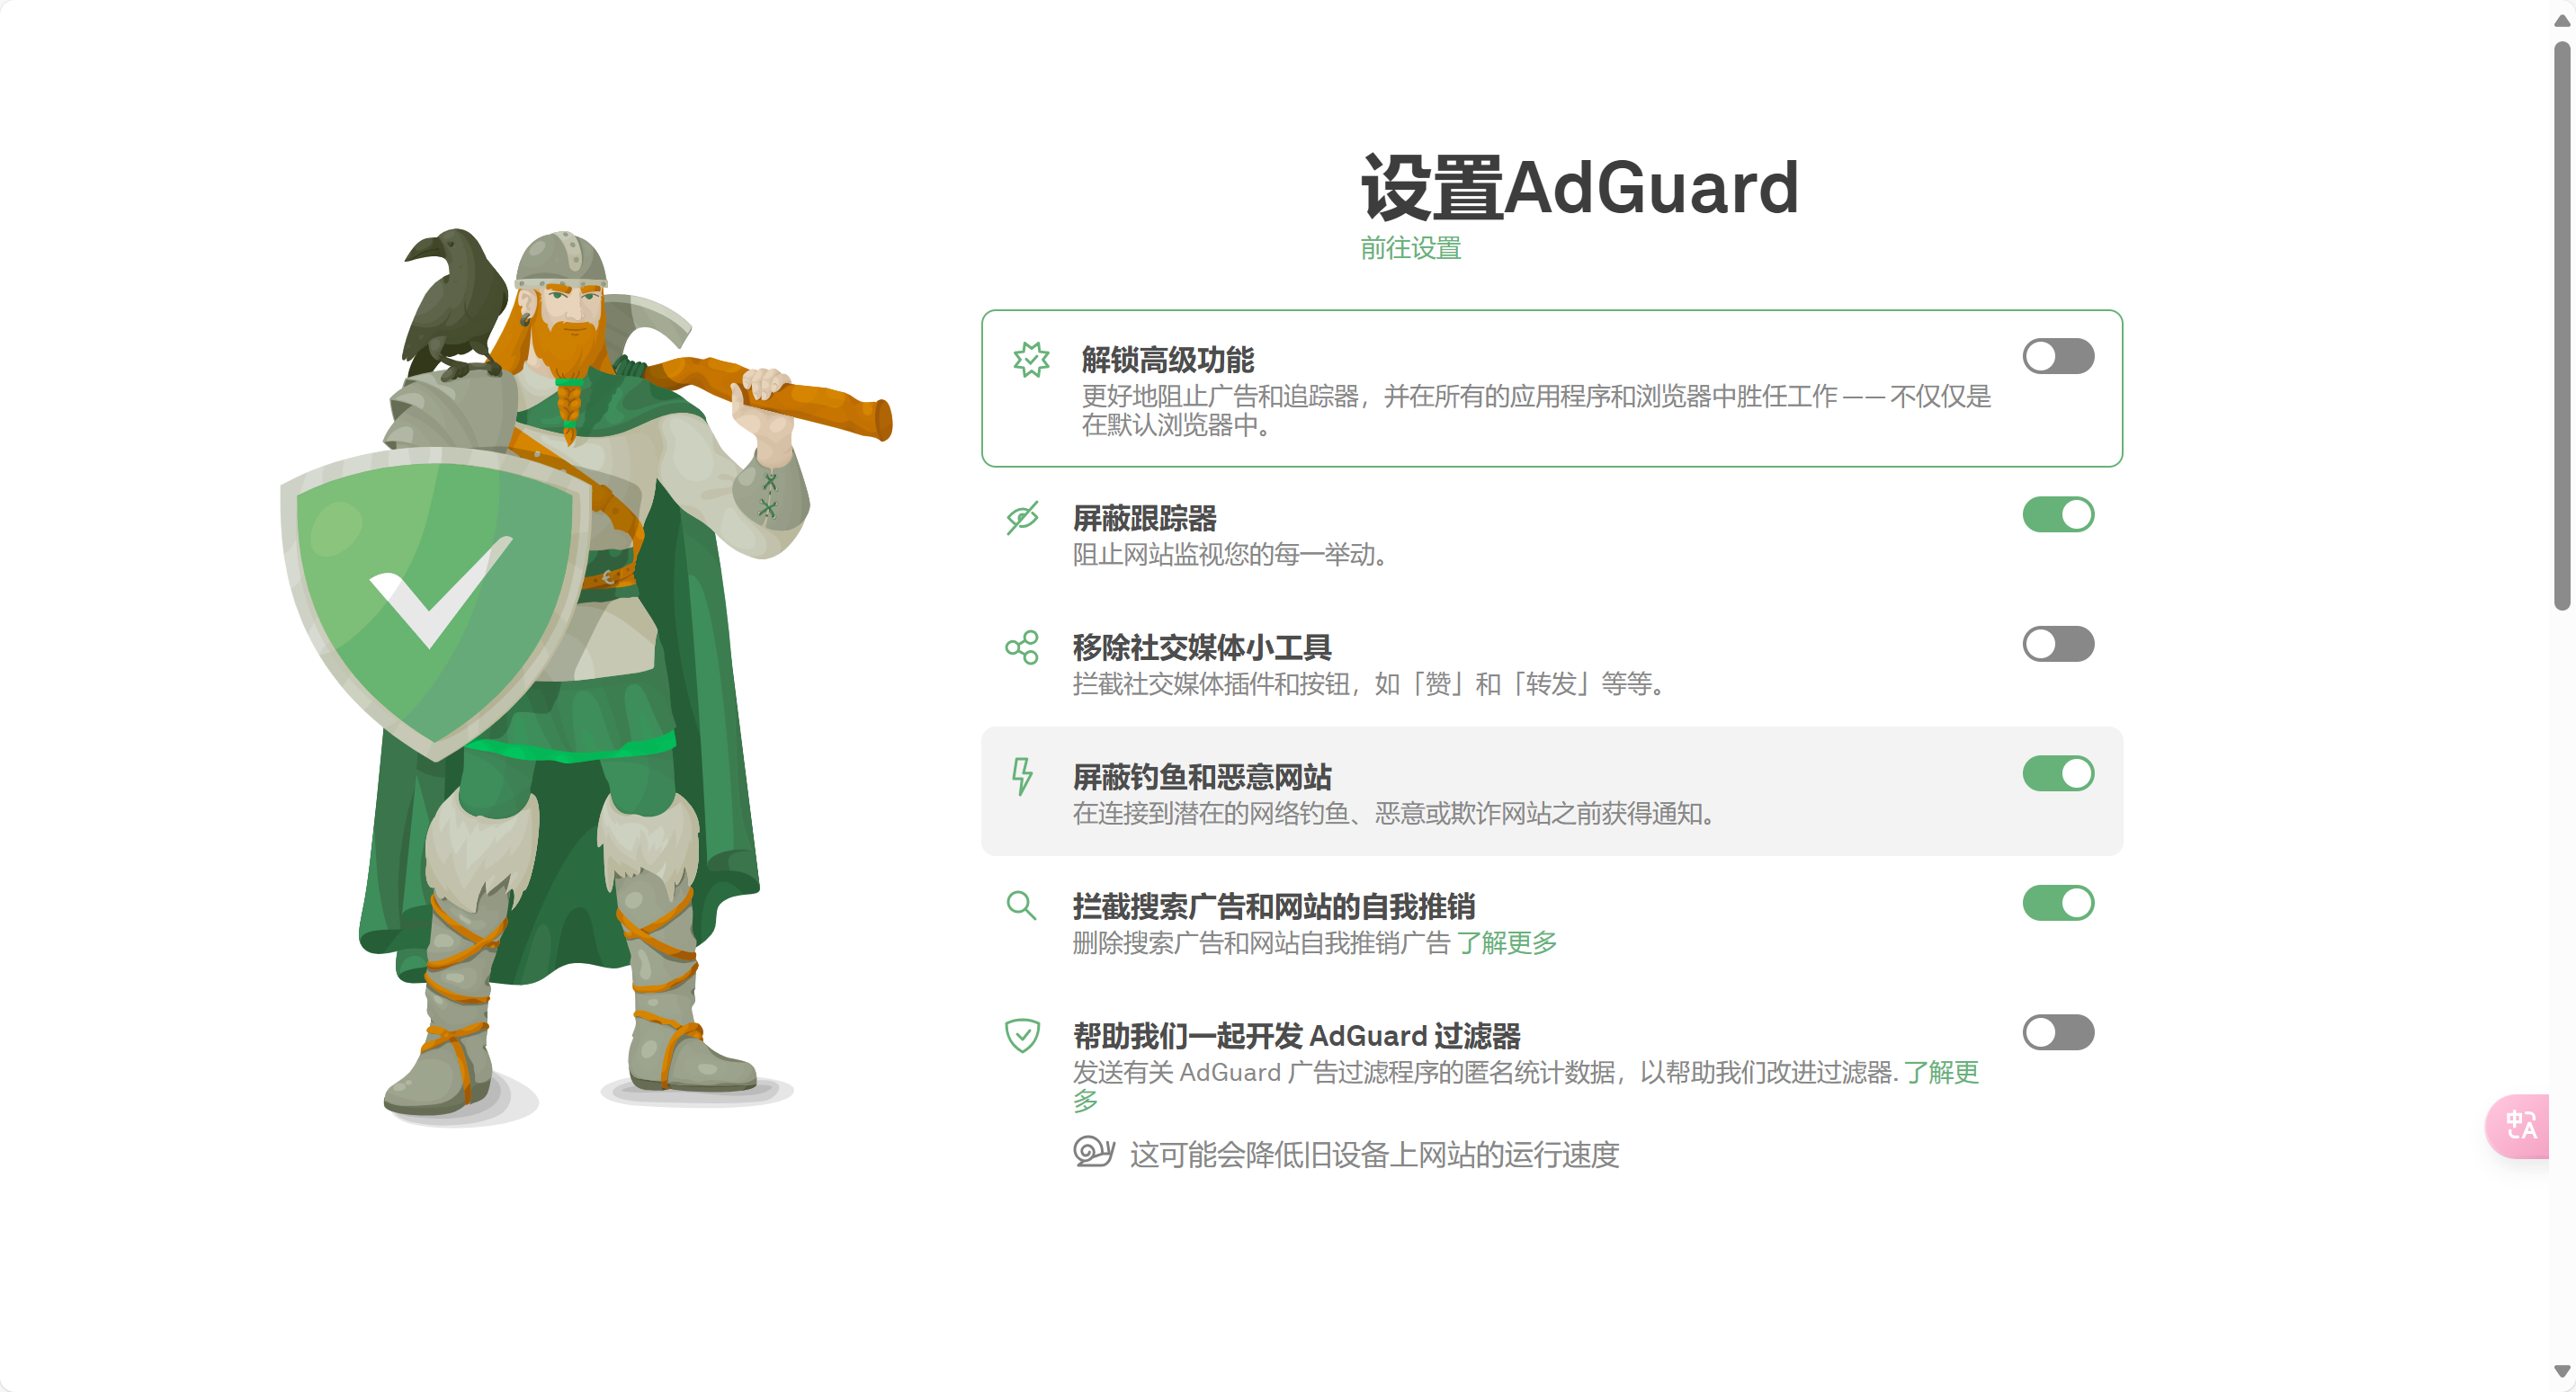 设置AdGuard
前往设置
解锁高级功能
更好地阻止广告和追踪器，并在所有的应用程序和浏览器中胜任工作 —— 不仅仅是
在默认浏览器中。
屏蔽跟踪器
阻止网站监视您的每一举动。
移除社交媒体小工具
拦截社交媒体插件和按钮，如「赞」和「转发」等等。
屏蔽钓鱼和恶意网站
在连接到潜在的网络钓鱼、恶意或欺诈网站之前获得通知。
拦截搜索广告和网站的自我推销
删除搜索广告和网站自我推销广告 了解更多
帮助我们一起开发 AdGuard 过滤器
发送有关 AdGuard 广告过滤程序的匿名统计数据，以帮助我们改进过滤器. 了解更
多
中A
这可能会降低旧设备上网站的运行速度